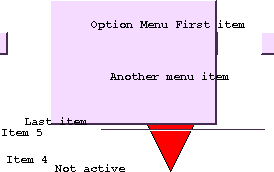 Option Menu First item
Another menu item
Last item
Item 5
Item 4
Not active